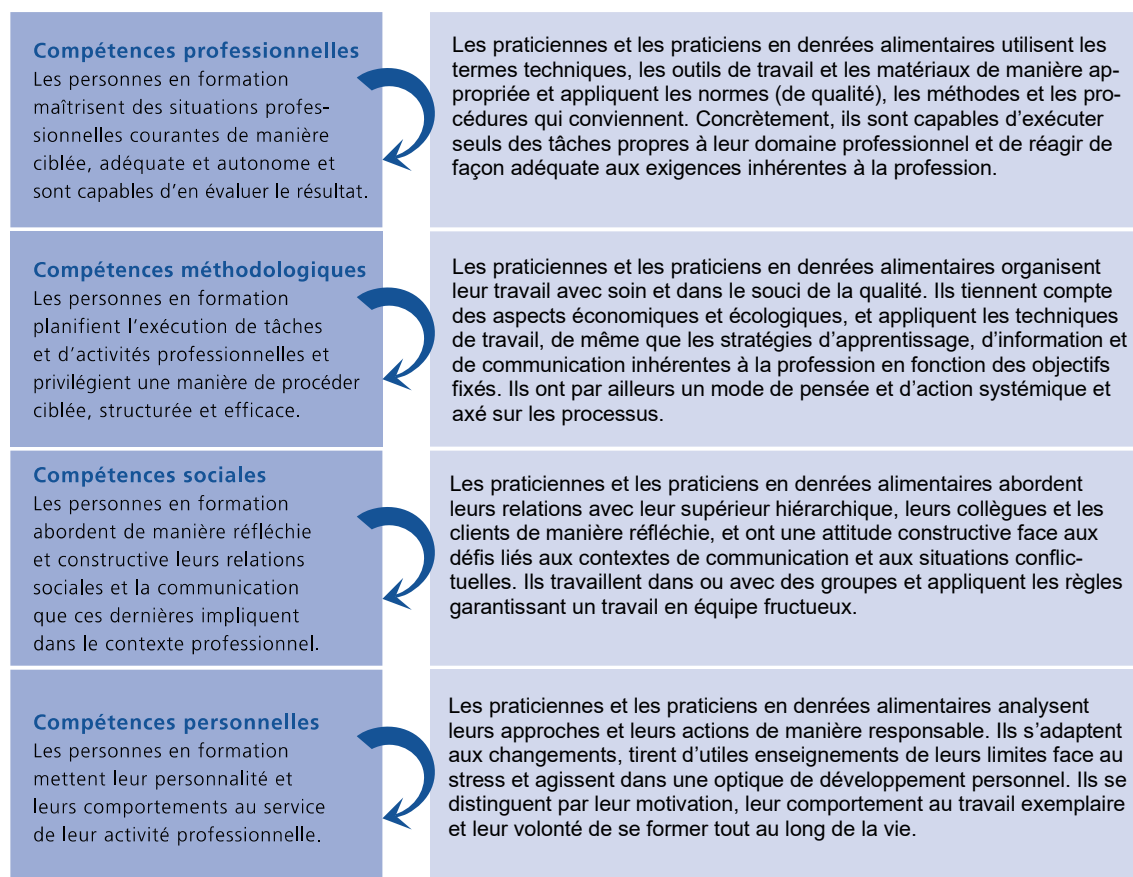 Compétences professionnelles
Les personnes en formation
maîtrisent des situations profes-
sionnelles courantes de manière
ciblée, adéquate et autonome et
sont capables d'en évaluer le résultat.
Les praticiennes et les praticiens en denrées alimentaires utilisent les
termes techniques, les outils de travail et les matériaux de manière ap-
propriée et appliquent les normes (de qualité), les méthodes et les pro-
cédures qui conviennent. Concrètement, ils sont capables d'exécuter
seuls des tâches propres à leur domaine professionnel et de réagir de
façon adéquate aux exigences inhérentes à la profession.
Compétences méthodologiques
Les personnes en formation
planifient l'exécution de tâches
et d'activités professionnelles et
privilégient une manière de procéder
ciblée, structurée et efficace.
Les praticiennes et les praticiens en denrées alimentaires organisent
leur travail avec soin et dans le souci de la qualité. Ils tiennent compte
des aspects économiques et écologiques, et appliquent les techniques
de travail, de même que les stratégies d'apprentissage, d'information et
de communication inhérentes à la profession en fonction des objectifs
fixés. Ils ont par ailleurs un mode de pensée et d'action systémique et
axé sur les processus.
Compétences sociales
Les personnes en formation
abordent de manière réfléchie
et constructive leurs relations
sociales et la communication
que ces dernières impliquent
dans le contexte professionnel.
Les praticiennes et les praticiens en denrées alimentaires abordent
leurs relations avec leur supérieur hiérarchique, leurs collègues et les
clients de manière réfléchie, et ont une attitude constructive face aux
défis liés aux contextes de communication et aux situations conflic-
tuelles. Ils travaillent dans ou avec des groupes et appliquent les règles
garantissant un travail en équipe fructueux.
Compétences personnelles
Les personnes en formation
mettent leur personnalité et
leurs comportements au service
de leur activité professionnelle.
Les praticiennes et les praticiens en denrées alimentaires analysent
leurs approches et leurs actions de manière responsable. Ils s'adaptent
aux changements, tirent d'utiles enseignements de leurs limites face au
stress et agissent dans une optique de développement personnel. Ils se
distinguent par leur motivation, leur comportement au travail exemplaire
et leur volonté de se former tout au long de la vie.